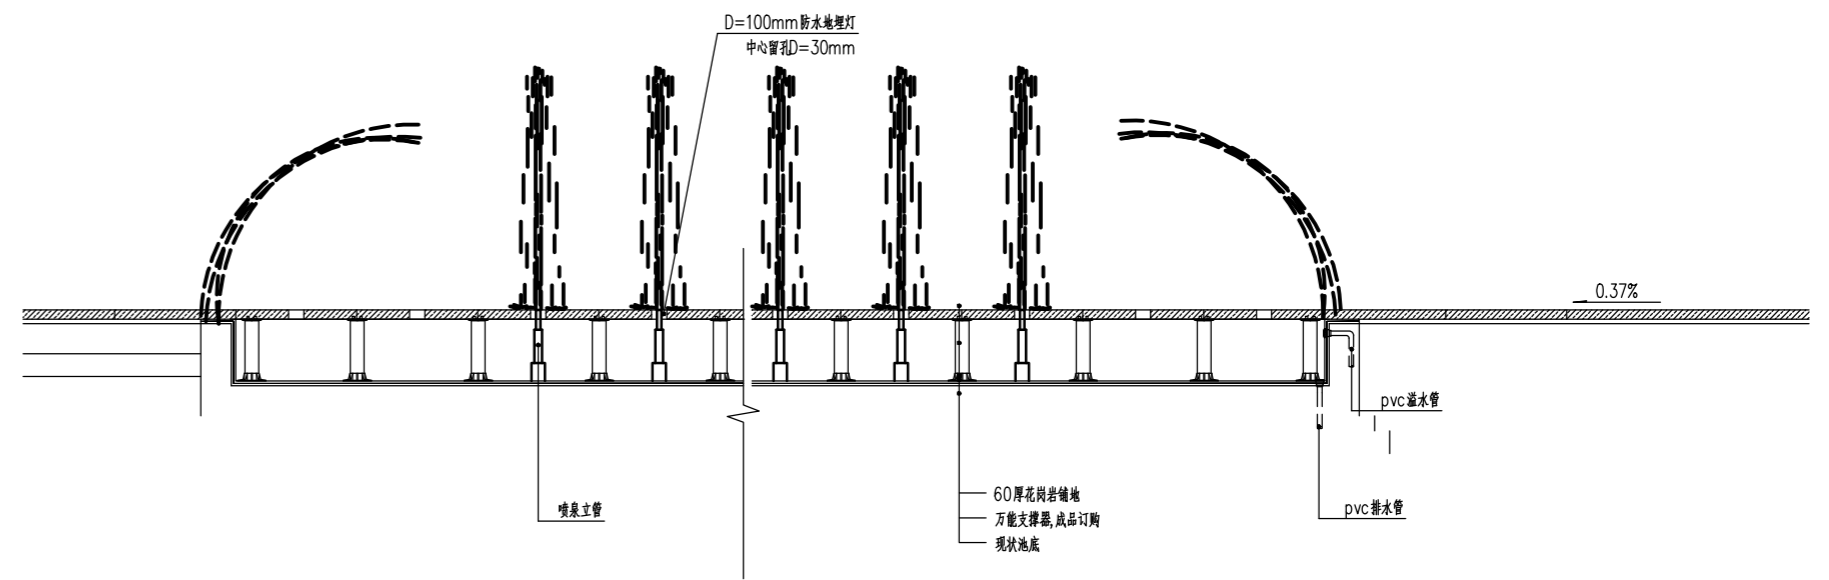 D=100mm防水地埋灯
中心留孔D=30mm
0.37%
pvc溢水管
60厚花岗岩铺地
喷泉立管
pvc排水管
万能支撑器,成品订购
现状池底